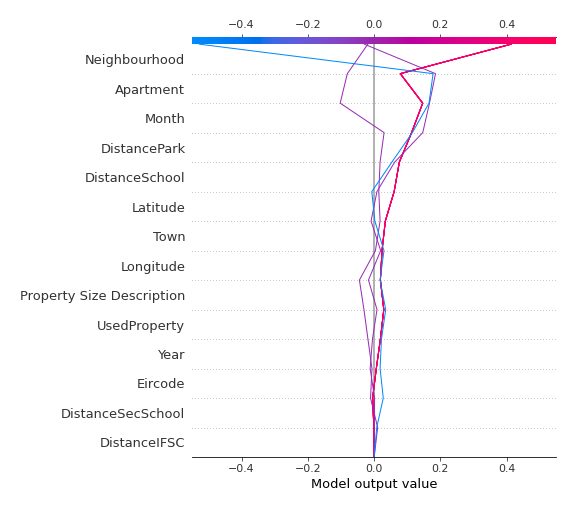 −0.4 −0.2 0.0 0.2 0.4
Neighbourhood
Apartment
Month
DistancePark
DistanceSchool
Latitude
Town
Longitude
Property Size Description
UsedProperty
Year
Eircode
DistanceSecSchool
DistanceIFSC
−0.4 −0.2 0.0 0.2 0.4
Model output value